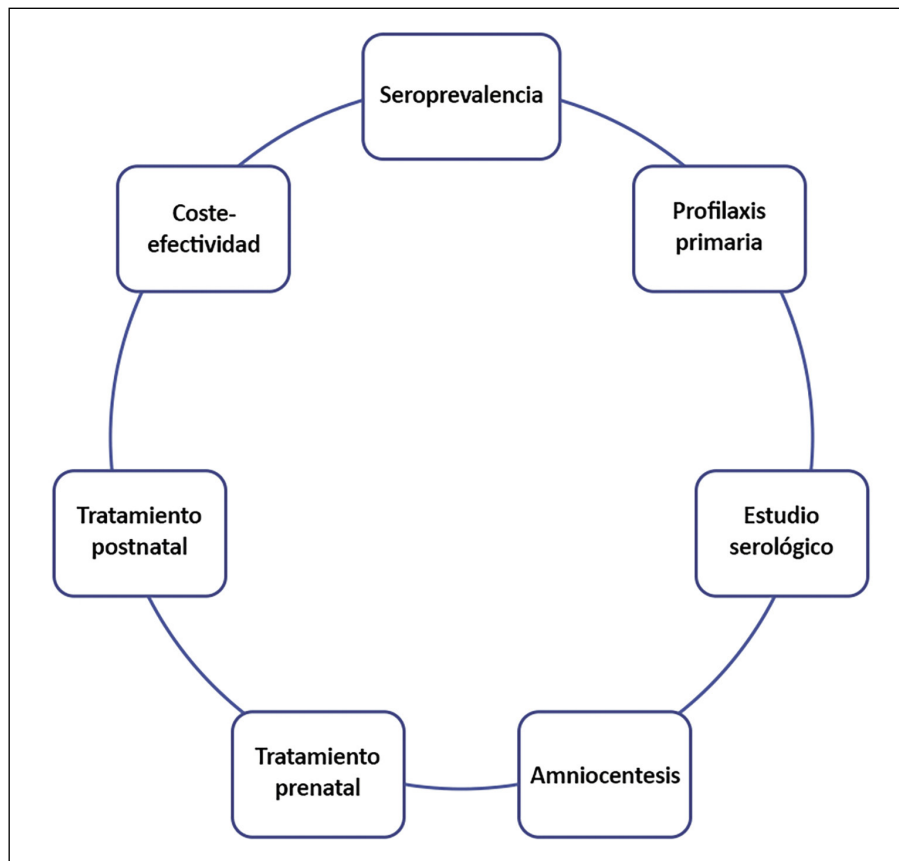 Seroprevalencia
Profilaxis
primaria
Estudio
serológico
Amniocentesis
Tratamiento
prenatal
Tratamiento
postnatal
Coste-
efectividad